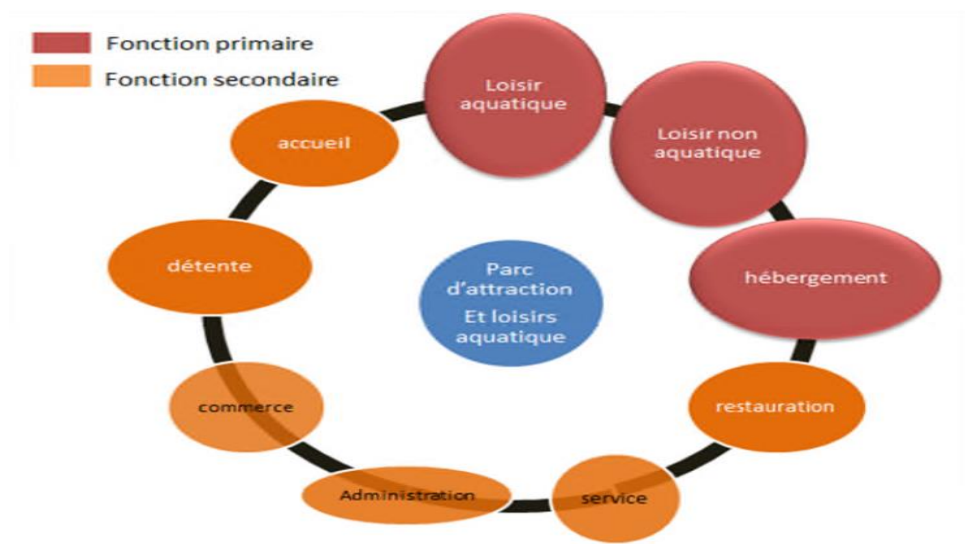 Fonction primaire
Fonction secondaire
Loisir
aquatique
Loisir non
aquatique
hébergement
restauration
service
Administration
commerce
détente
accueil
Parc
d'attraction
Et loisirs
aquatique